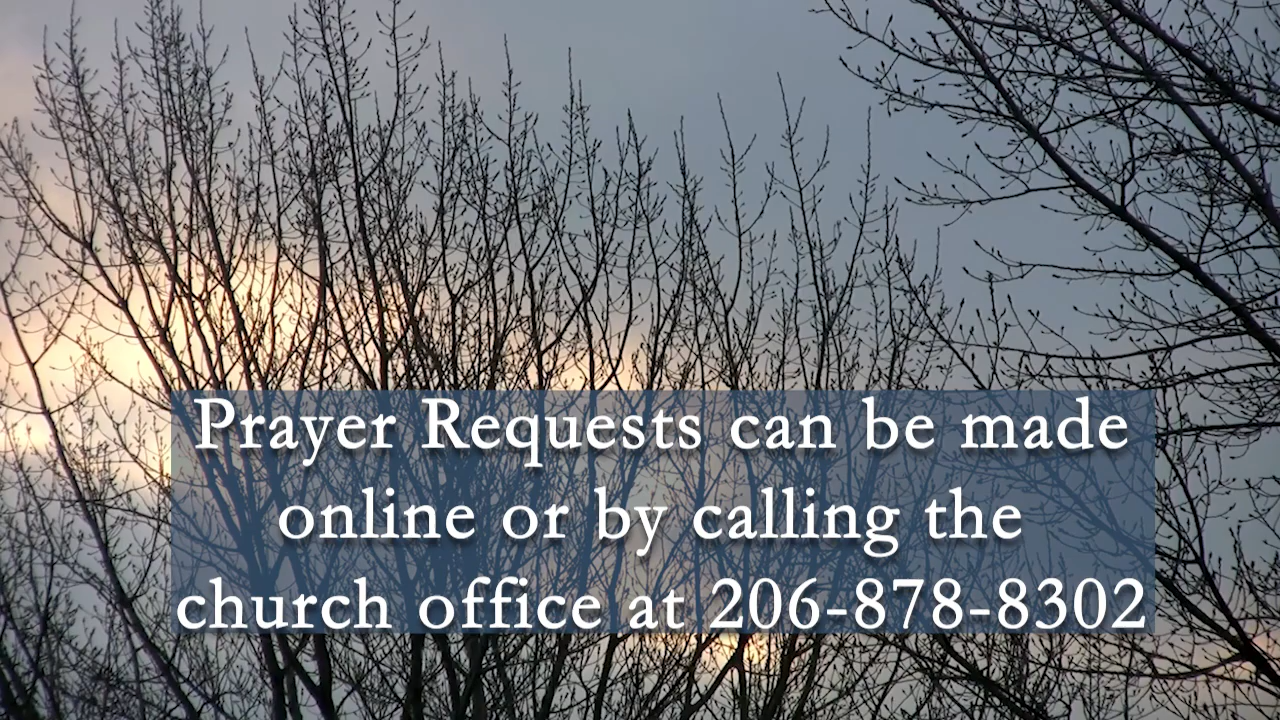 Prayer Requests can be made
online or by calling the
church office at 206-878-8302